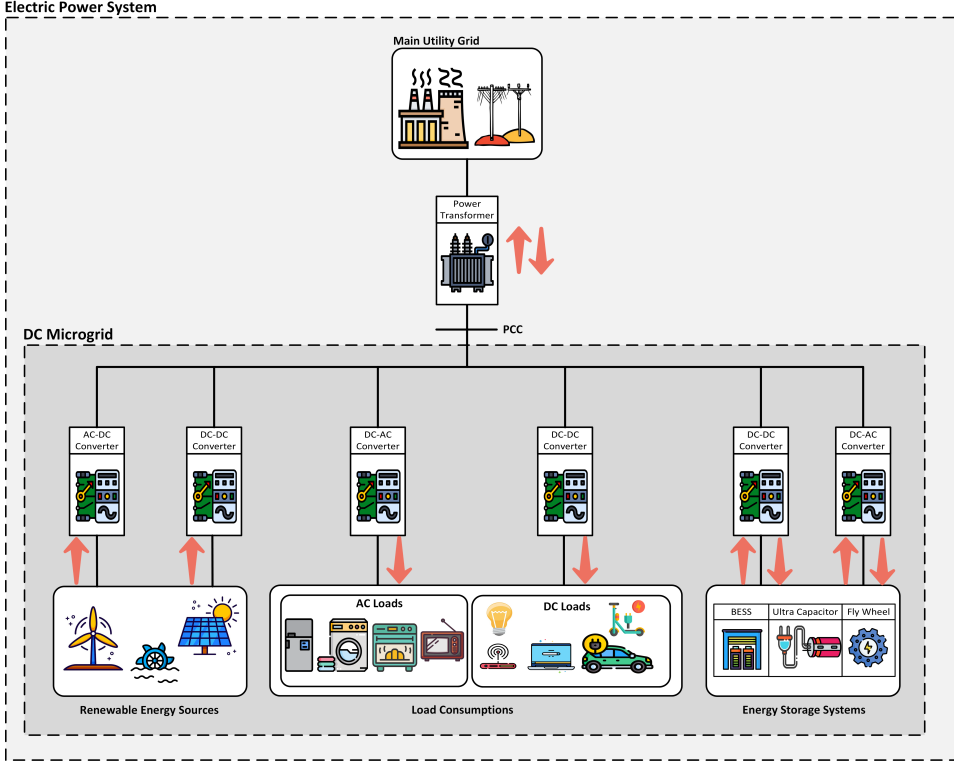 Electric Power System
Main Utility Grid
Power
Transformer
PCC
DC Microgrid
AC-DC
Converter
DC-DC
Converter
DC-AC
Converter
DC-DC
Converter
DC-DC
Converter
DC-AC
Converter
AC Loads
DC Loads
BESS
Ultra Capacitor
Fly Wheel
Renewable Energy Sources
Load Consumptions
Energy Storage Systems